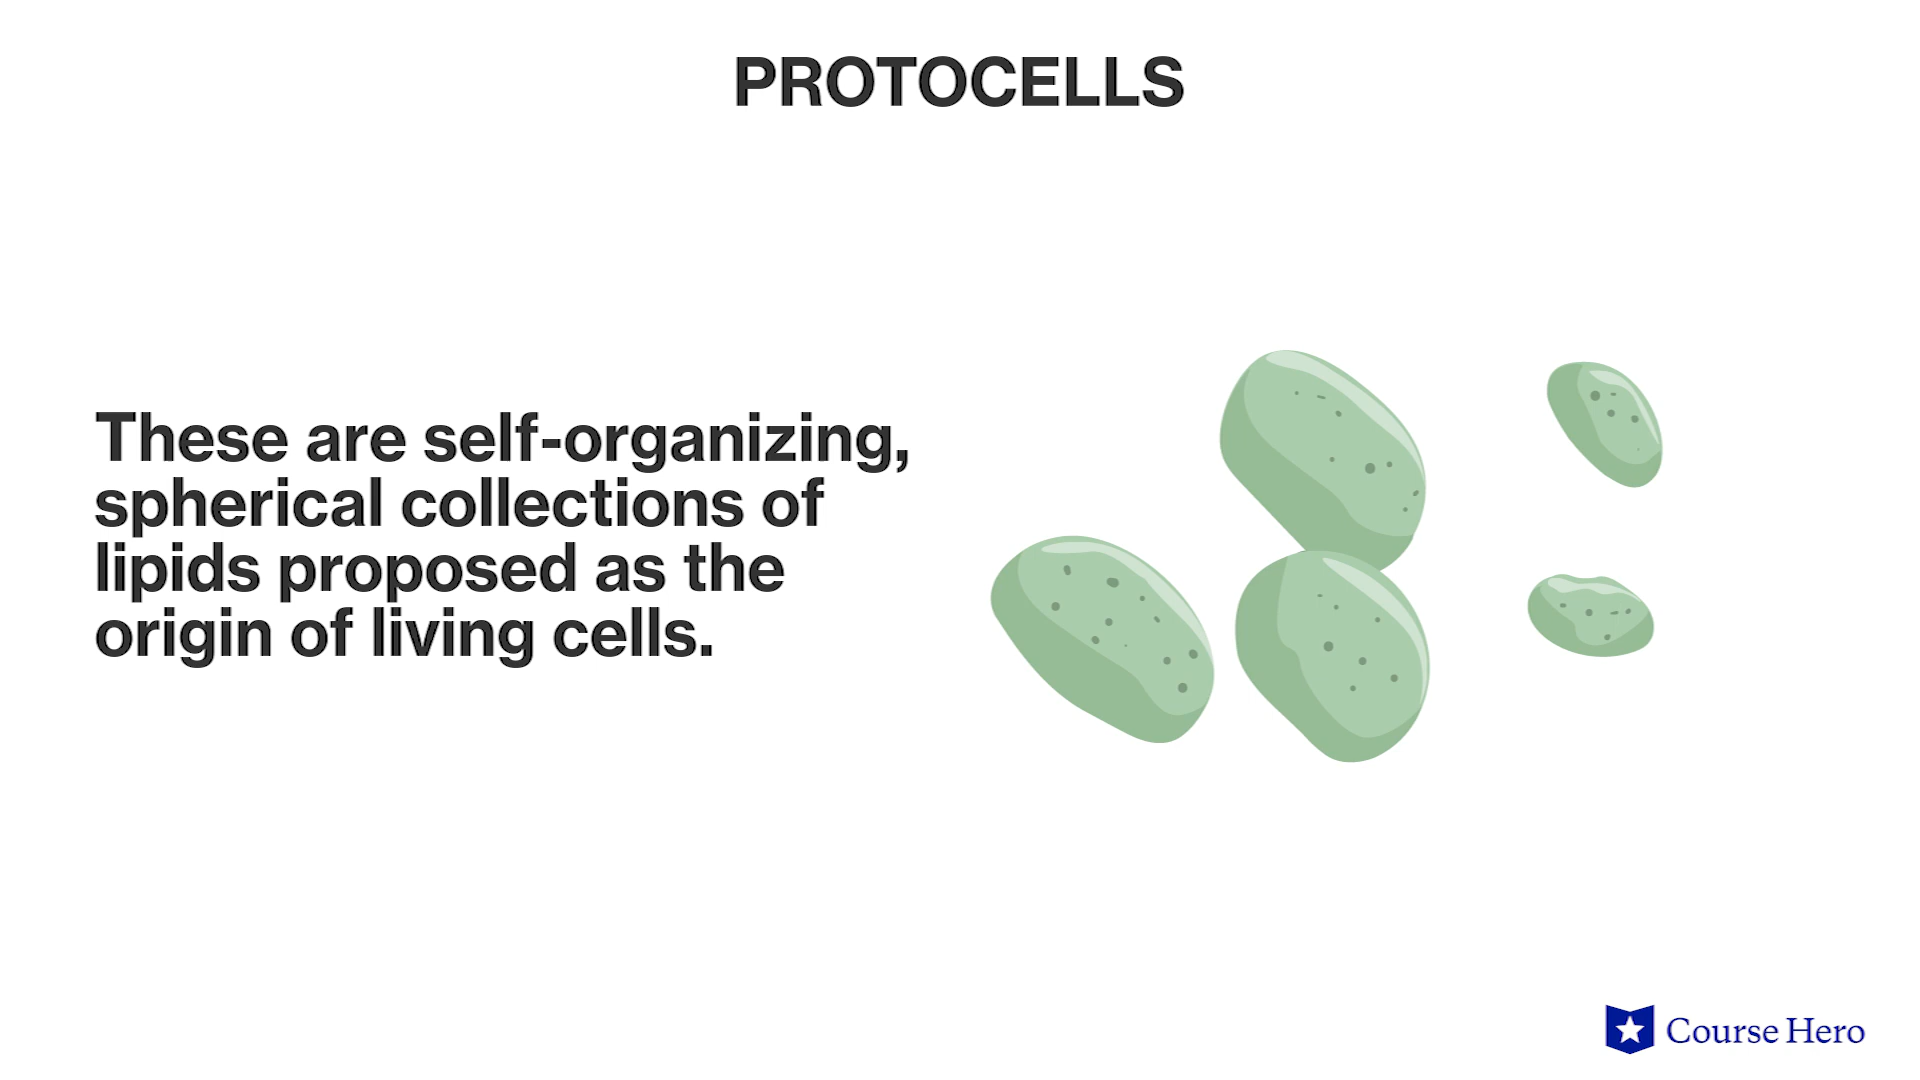 PROTOCELLS
These are self-organizing,
spherical collections of
lipids proposed as the
origin of living cells.
Course Hero